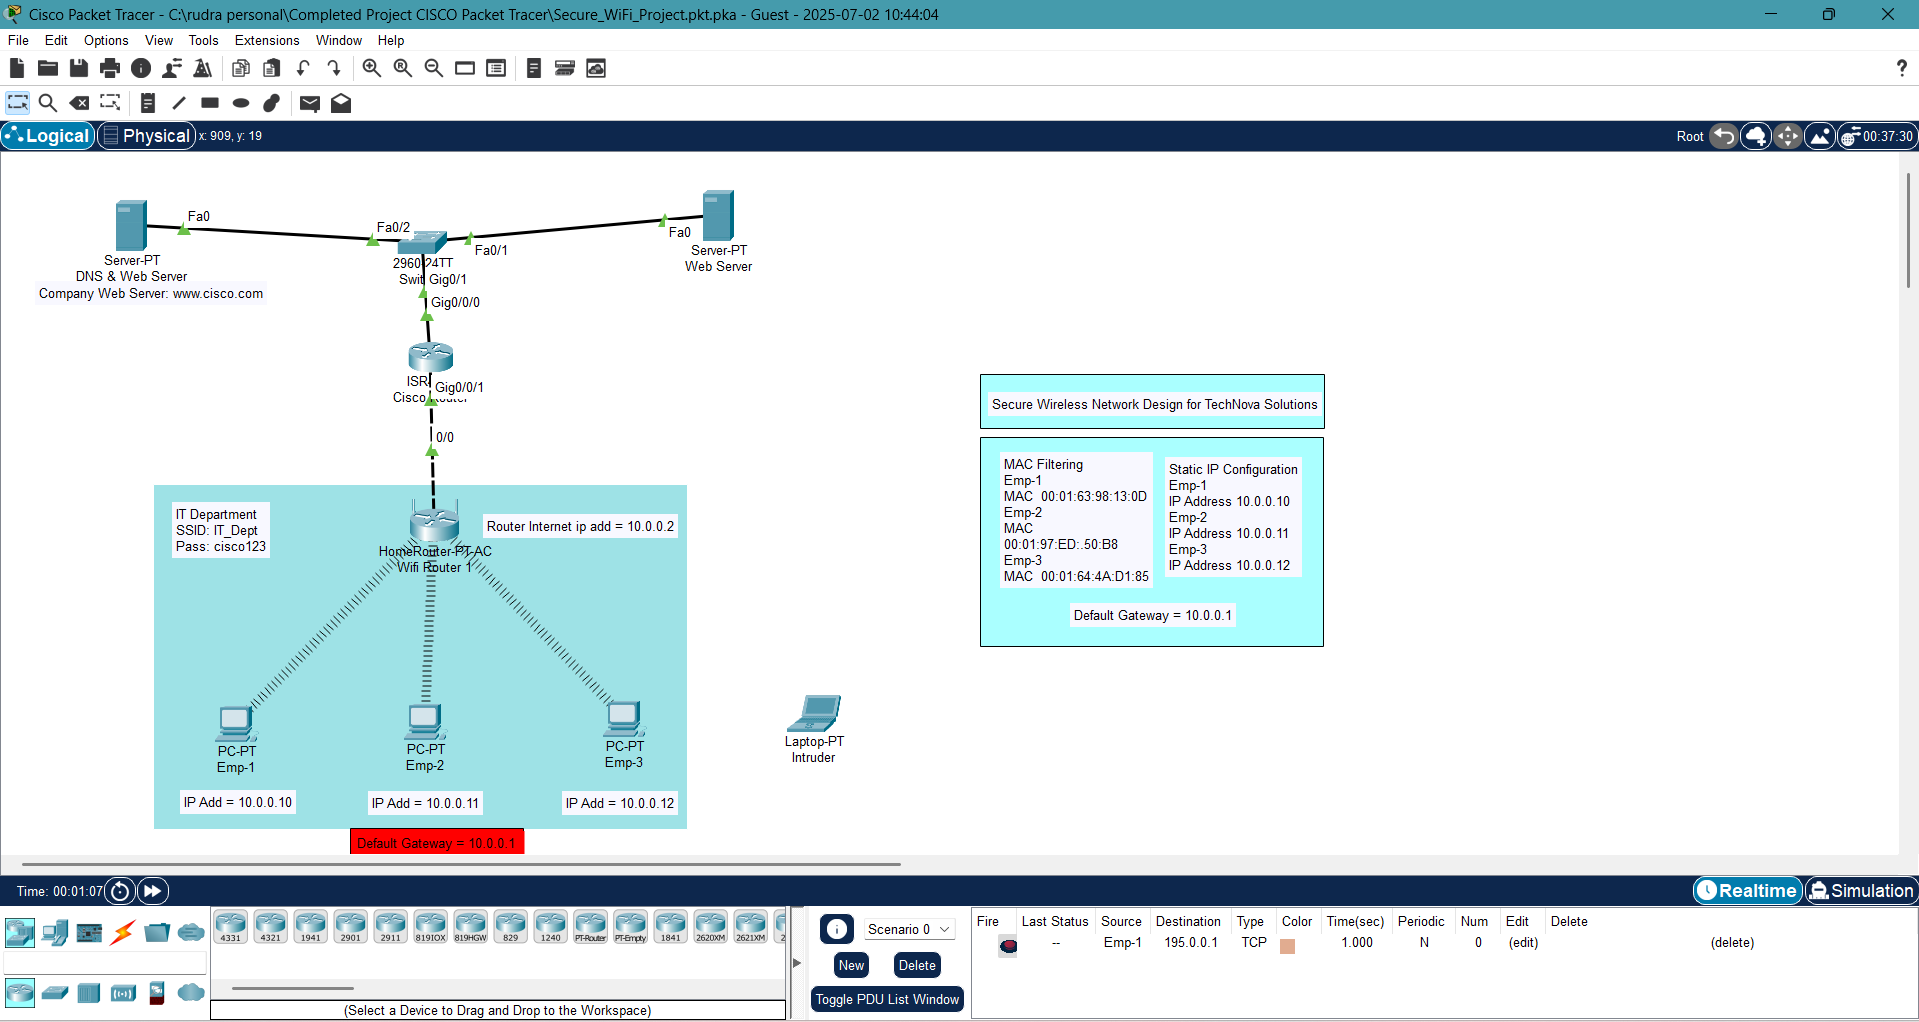 Cisco Packet Tracer - C:\rudra personal\Completed Project CISCO Packet Tracer\Secure_WiFi_Project.pkt.pka - Guest - 2025-07-02 10:44:04
File Edit Options View Tools Extensions Window Help
?
Logical Physical x: 909, y: 19
Root 00:37:30
Fa0
Fa0/2
Fa0/1
Fa0
Server-PT
DNS & Web Server
Company Web Server: www.cisco.com
Server-PT
Web Server
2960-24TT
Swit Gig0/1
Gig0/0/0
ISR
Gig0/0/1
Cisco Router
0/0
IT Department
SSID: IT_Dept
Pass: cisco123
Router Internet ip add = 10.0.0.2
HomeRouter-PT-AC
Wifi Router 1
PC-PT
Emp-1
PC-PT
Emp-2
PC-PT
Emp-3
IP Add = 10.0.0.10
IP Add = 10.0.0.11
IP Add = 10.0.0.12
Default Gateway = 10.0.0.1
Laptop-PT
Intruder
Secure Wireless Network Design for TechNova Solutions
MAC Filtering
Emp-1
MAC 00:01:63:98:13:0D
Emp-2
MAC
00:01:97:ED:.50:B8
Emp-3
MAC 00:01:64:4A:D1:85
Static IP Configuration
Emp-1
IP Address 10.0.0.10
Emp-2
IP Address 10.0.0.11
Emp-3
IP Address 10.0.0.12
Default Gateway = 10.0.0.1
Time: 00:01:07
Realtime Simulation
4331 4321 1941 2901 2911 819IOX 819HGW 829 1240 PT-Router PT-Empty 1841 2620XM 2621XM 2
(Select a Device to Drag and Drop to the Workspace)
Scenario 0
New Delete
Toggle PDU List Window
Fire Last Status Source Destination Type Color Time(sec) Periodic Num Edit Delete
-- Emp-1 195.0.0.1 TCP 1.000 N 0 (edit) (delete)